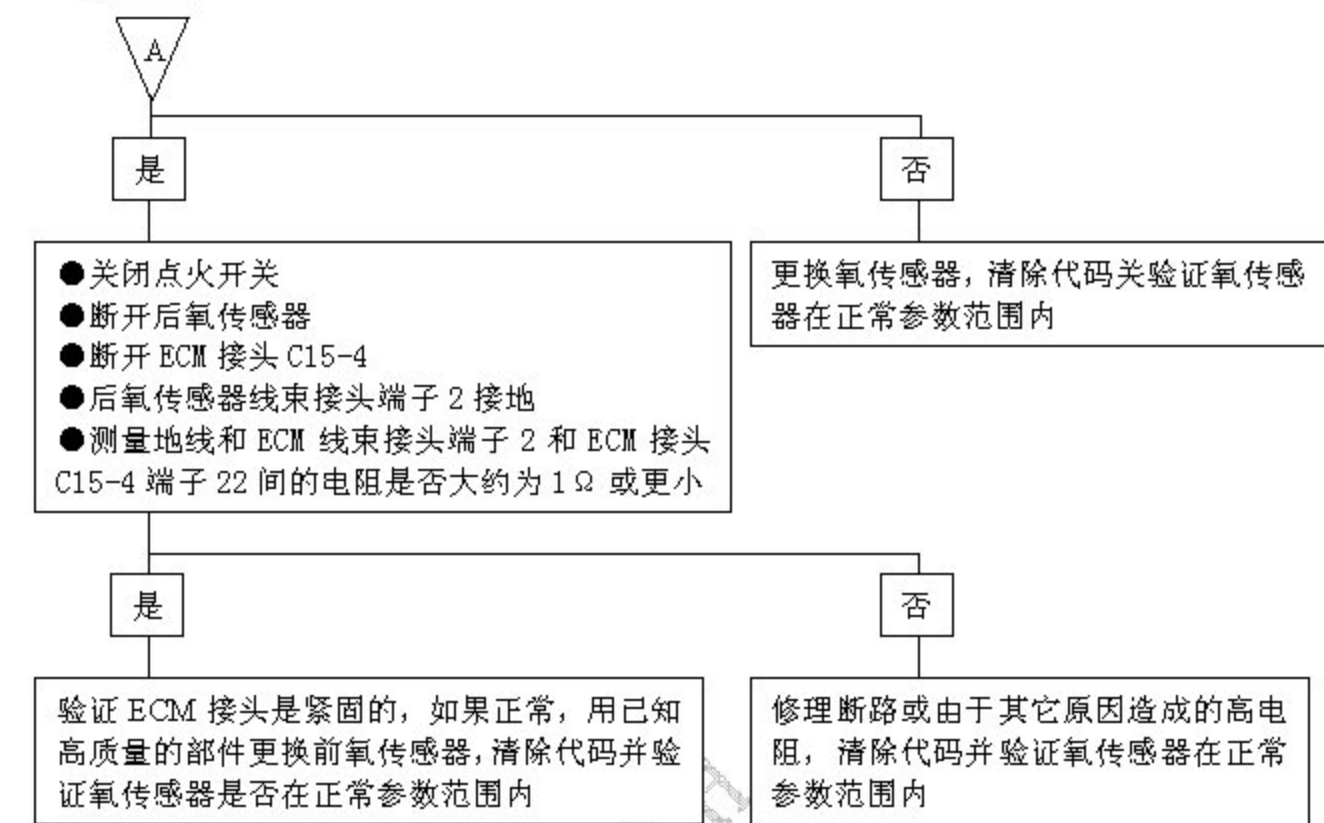 A
是
否
●关闭点火开关
●断开后氧传感器
●断开 ECM 接头 C15-4
●后氧传感器线束接头端子 2 接地
●测量地线和 ECM 线束接头端子 2 和 ECM 接头
C15-4 端子 22 间的电阻是否大约为 1Ω 或更小
更换氧传感器, 清除代码关验证氧传感
器在正常参数范围内
是
否
验证 ECM 接头是紧固的, 如果正常, 用已知
高质量的部件更换前氧传感器, 清除代码并验
证氧传感器是否在正常参数范围内
修理断路或由于其它原因造成的高电
阻, 清除代码并验证氧传感器在正常
参数范围内